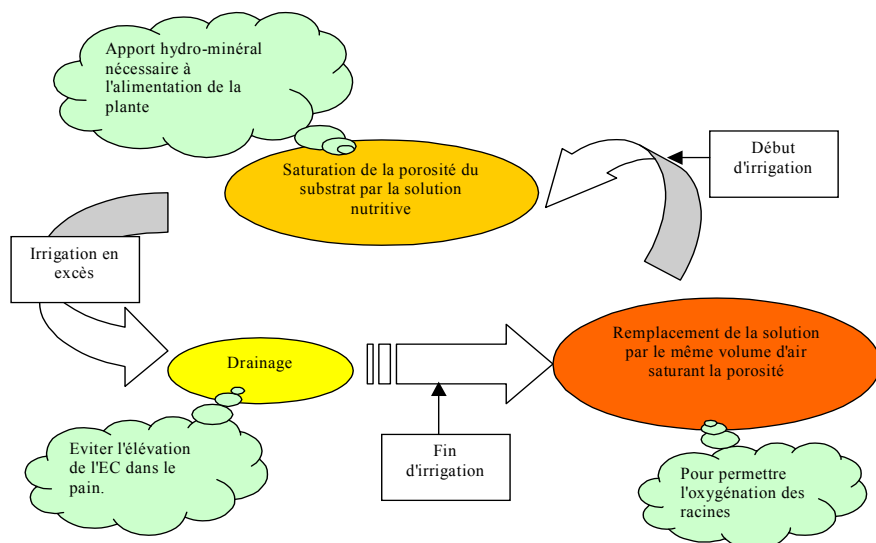 Apport hydro-minéral
nécessaire à
l'alimentation de la
plante
Début
d'irrigation
Saturation de la porosité du
substrat par la solution
nutritive
Irrigation en
excès
Drainage
Remplacement de la solution
par le même volume d'air
saturant la porosité
Eviter l'élévation
de l'EC dans le
pain.
Fin
d'irrigation
Pour permettre
l'oxygénation des
racines